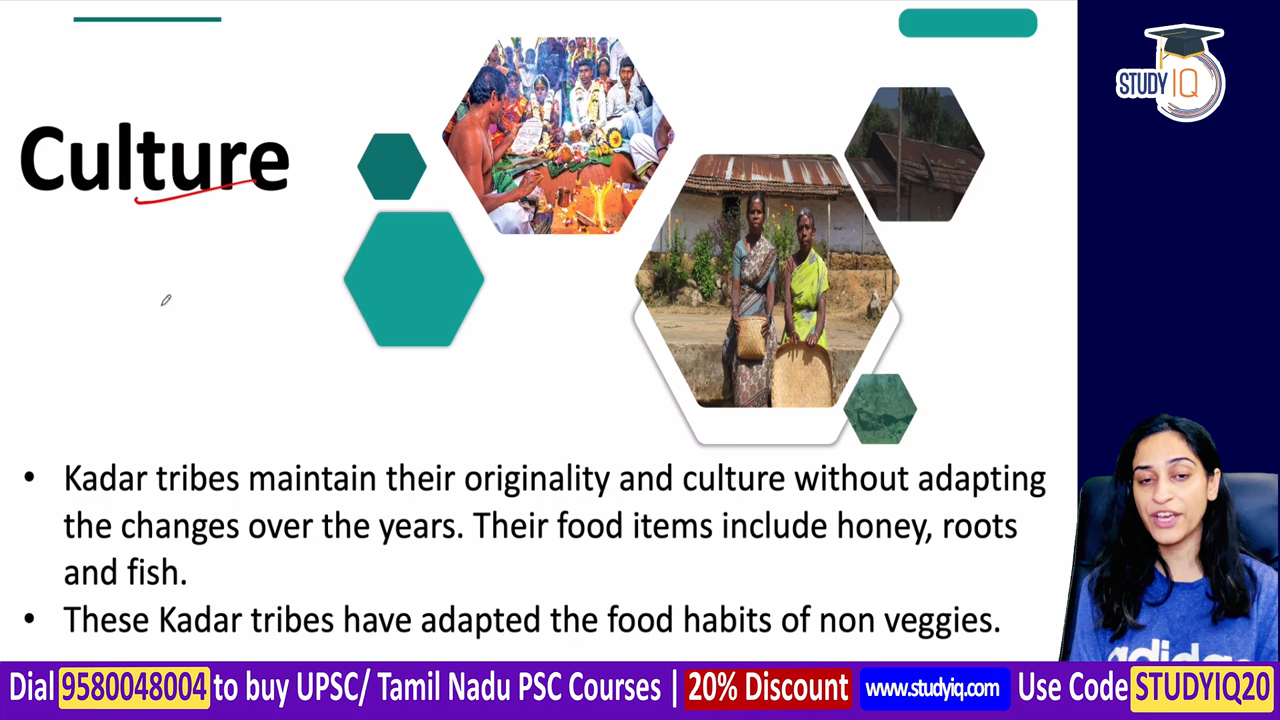 STUDY IQ
Culture
• Kadar tribes maintain their originality and culture without adapting
the changes over the years. Their food items include honey, roots
and fish.
• These Kadar tribes have adapted the food habits of non veggies.
adidas
Dial 9580048004 to buy UPSC/ Tamil Nadu PSC Courses | 20% Discount www.studyiq.com Use Code STUDYIQ20